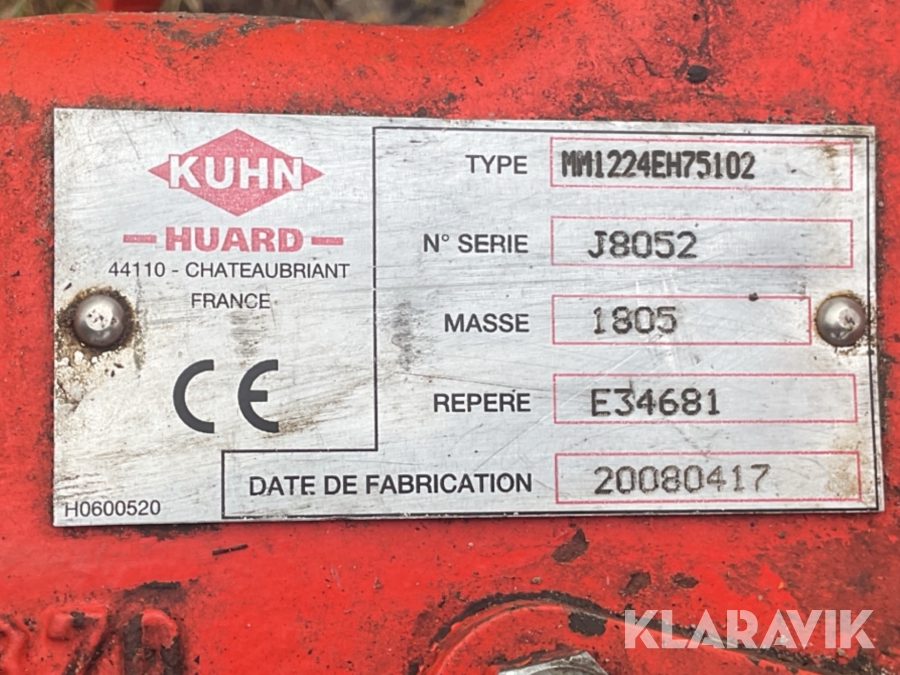 KUHN
HUARD
44110 - CHATEAUBRIANT
FRANCE
CE
H0600520
TYPE MM1224EH75102
N° SERIE J8052
MASSE 1805
REPERE E34681
DATE DE FABRICATION 20080417
KLARAVIK